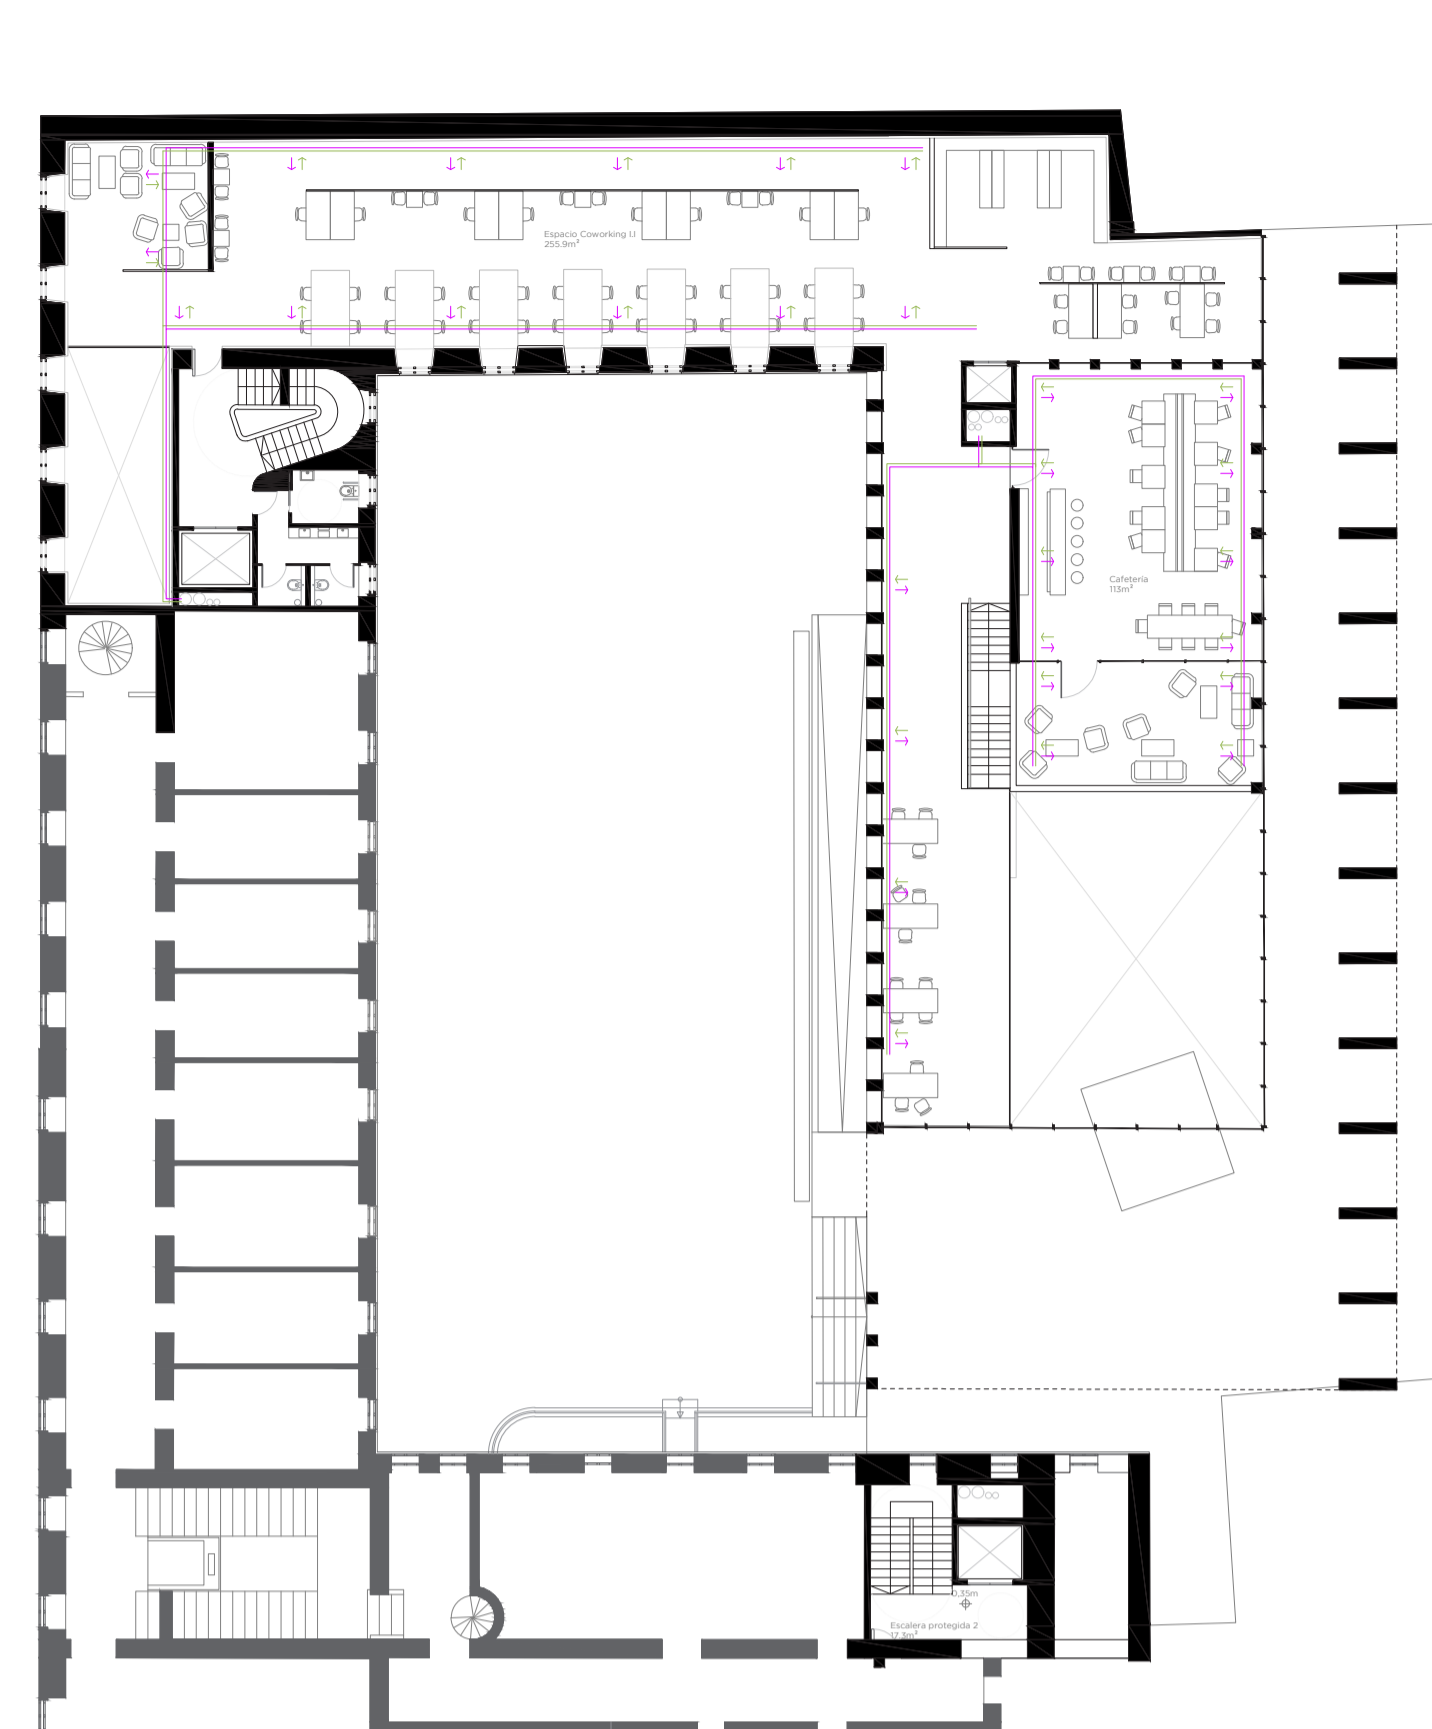 Espacio Coworking 1.1
255.9m²
Cafetería
113m²
0,35m
Escalera protegida 2
17.3m²